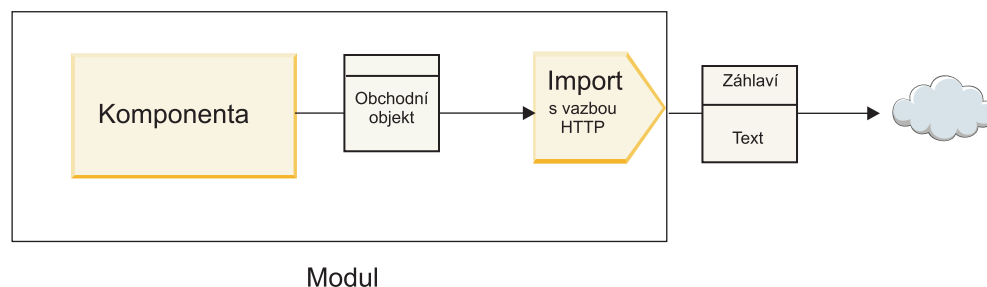 Komponenta
Obchodní
objekt
Import
s vazbou
HTTP
Záhlaví
Text
Modul